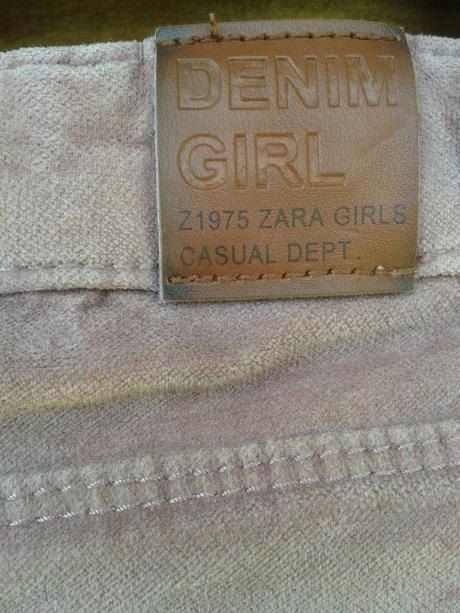 DENIM
GIRL
Z1975 ZARA GIRLS
CASUAL DEPT.